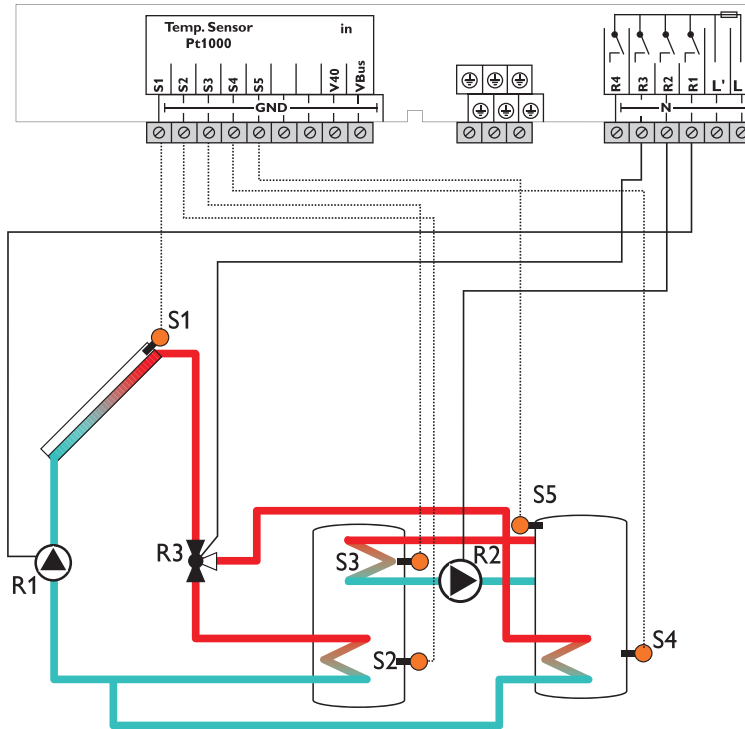 Temp. Sensor in
Pt1000
S1 S2 S3 S4 S5 V40 VBus
GND
R4 R3 R2 R1 L' L
N
S1
S5
R3
S3
R2
R1
S2
S4